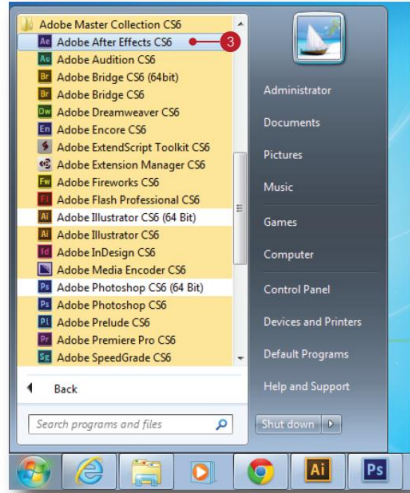 Adobe Master Collection CS6
Ae Adobe After Effects CS6
3
Au Adobe Audition CS6
Br Adobe Bridge CS6 (64bit)
Br Adobe Bridge CS6
Dw Adobe Dreamweaver CS6
En Adobe Encore CS6
Adobe ExtendScript Toolkit CS6
Adobe Extension Manager CS6
Fw Adobe Fireworks CS6
Fl Adobe Flash Professional CS6
Ai Adobe Illustrator CS6 (64 Bit)
Ai Adobe Illustrator CS6
Id Adobe InDesign CS6
Adobe Media Encoder CS6
Ps Adobe Photoshop CS6 (64 Bit)
Ps Adobe Photoshop CS6
Pl Adobe Prelude CS6
Pr Adobe Premiere Pro CS6
Sg Adobe SpeedGrade CS6
Back
Search programs and files
Administrator
Documents
Pictures
Music
Games
Computer
Control Panel
Devices and Printers
Default Programs
Help and Support
Shut down
Ai
Ps